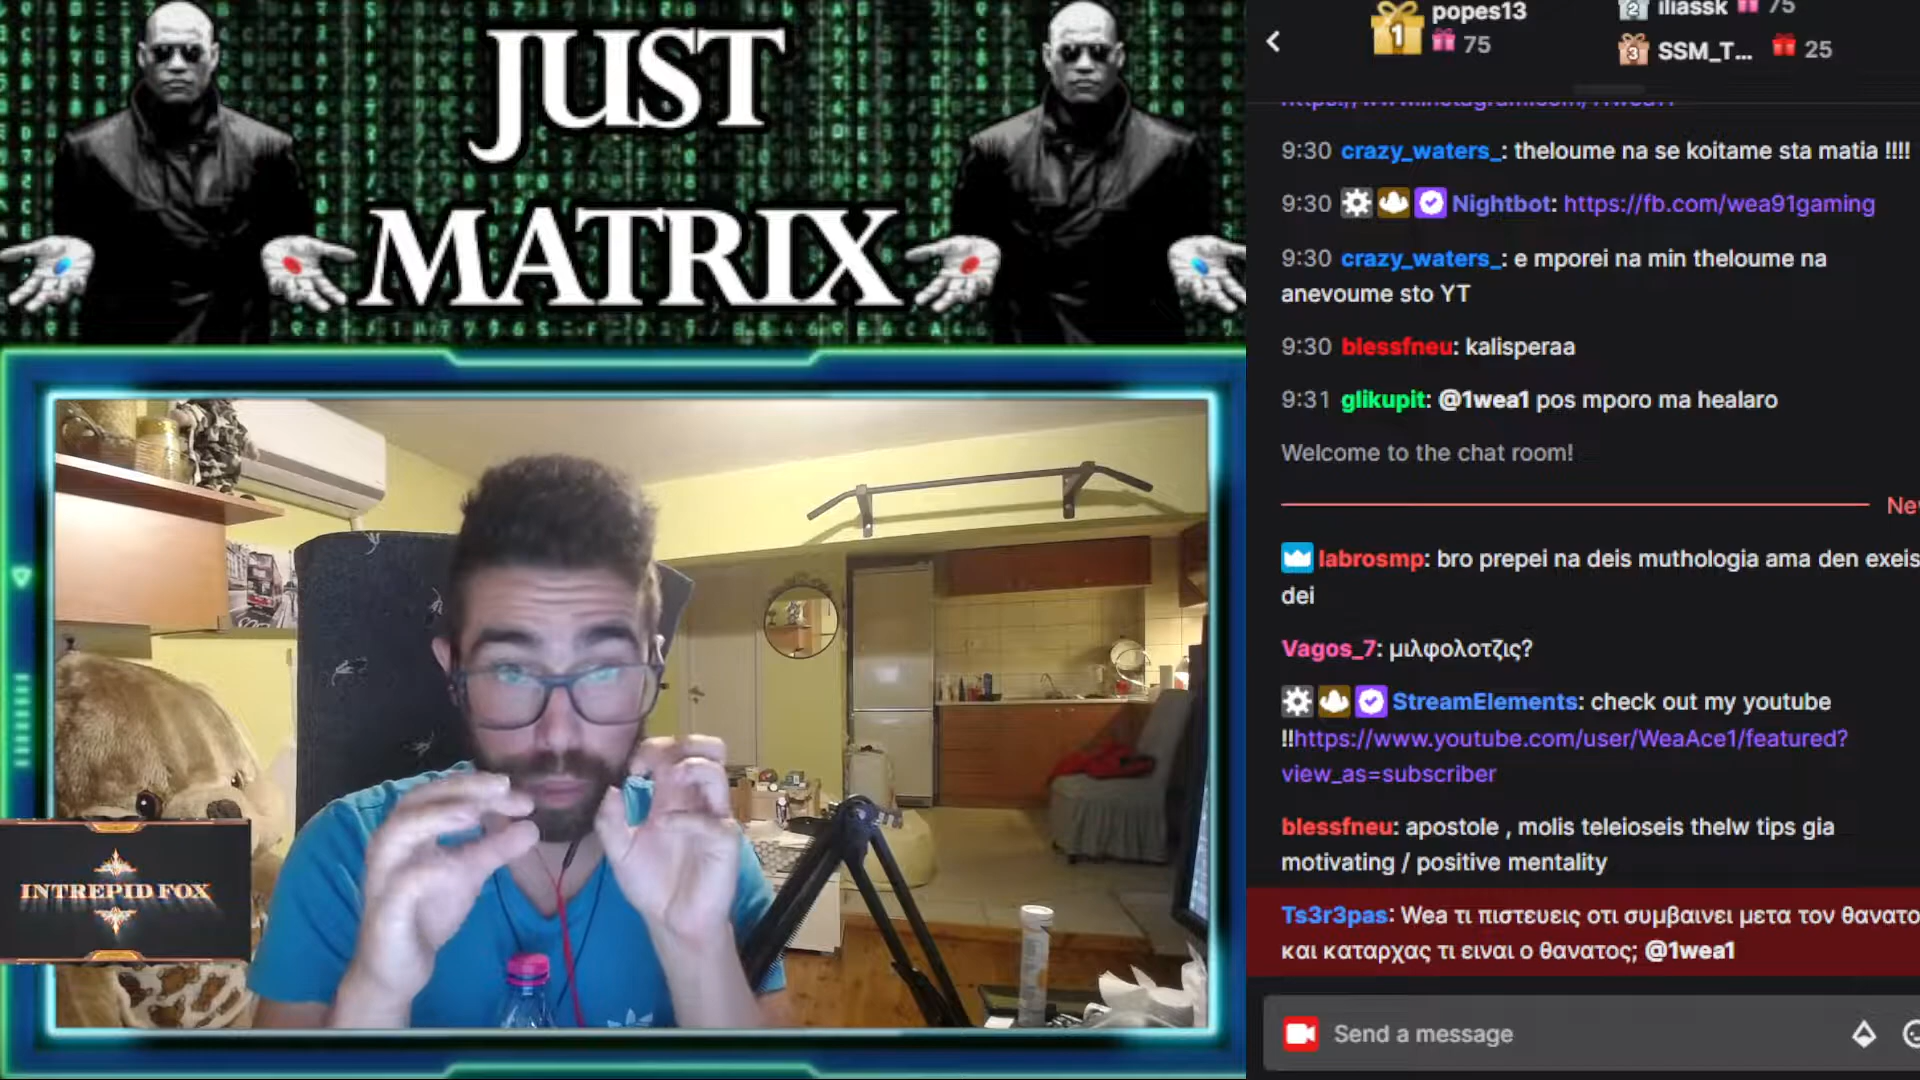 JUST
MATRIX
INTREPID FOX
popes13
75
iliassk 75
SSM_T... 25
9:30 crazy_waters_: theloume na se koitame sta matia !!!!
9:30 Nightbot: https://fb.com/wea91gaming
9:30 crazy_waters_: e mporei na min theloume na
anevoume sto YT
9:30 blessfneu: kalisperaa
9:31 glikupit: @1wea1 pos mporo ma healaro
Welcome to the chat room!
labrosmp: bro prepei na deis muthologia ama den exeis
dei
Vagos_7: μιλφολοτζις?
StreamElements: check out my youtube
!!https://www.youtube.com/user/WeaAce1/featured?
view_as=subscriber
blessfneu: apostole , molis teleioseis thelw tips gia
motivating / positive mentality
Ts3r3pas: Wea τι πιστευεις οτι συμβαινει μετα τον θανατο
και καταρχας τι ειναι ο θανατος; @1wea1
Send a message